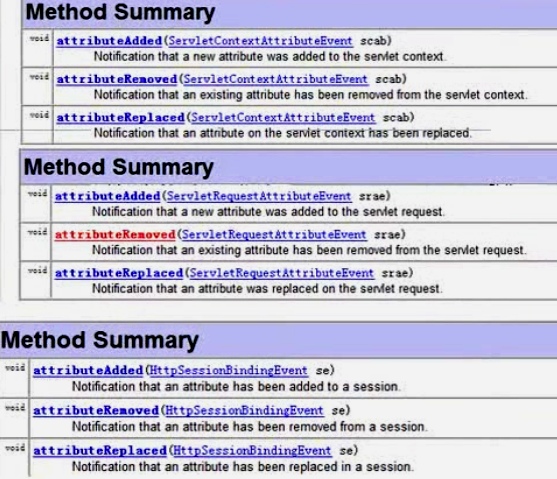 Method Summary
void attributeAdded(ServletContextAttributeEvent scab)
Notification that a new attribute was added to the servlet context.
void attributeRemoved(ServletContextAttributeEvent scab)
Notification that an existing attribute has been removed from the servlet context.
void attributeReplaced(ServletContextAttributeEvent scab)
Notification that an attribute on the servlet context has been replaced.
Method Summary
void attributeAdded(ServletRequestAttributeEvent srae)
Notification that a new attribute was added to the servlet request.
void attributeRemoved(ServletRequestAttributeEvent srae)
Notification that an existing attribute has been removed from the servlet request.
void attributeReplaced(ServletRequestAttributeEvent srae)
Notification that an attribute was replaced on the servlet request.
Method Summary
void attributeAdded(HttpSessionBindingEvent se)
Notification that an attribute has been added to a session.
void attributeRemoved(HttpSessionBindingEvent se)
Notification that an attribute has been removed from a session.
void attributeReplaced(HttpSessionBindingEvent se)
Notification that an attribute has been replaced in a session.